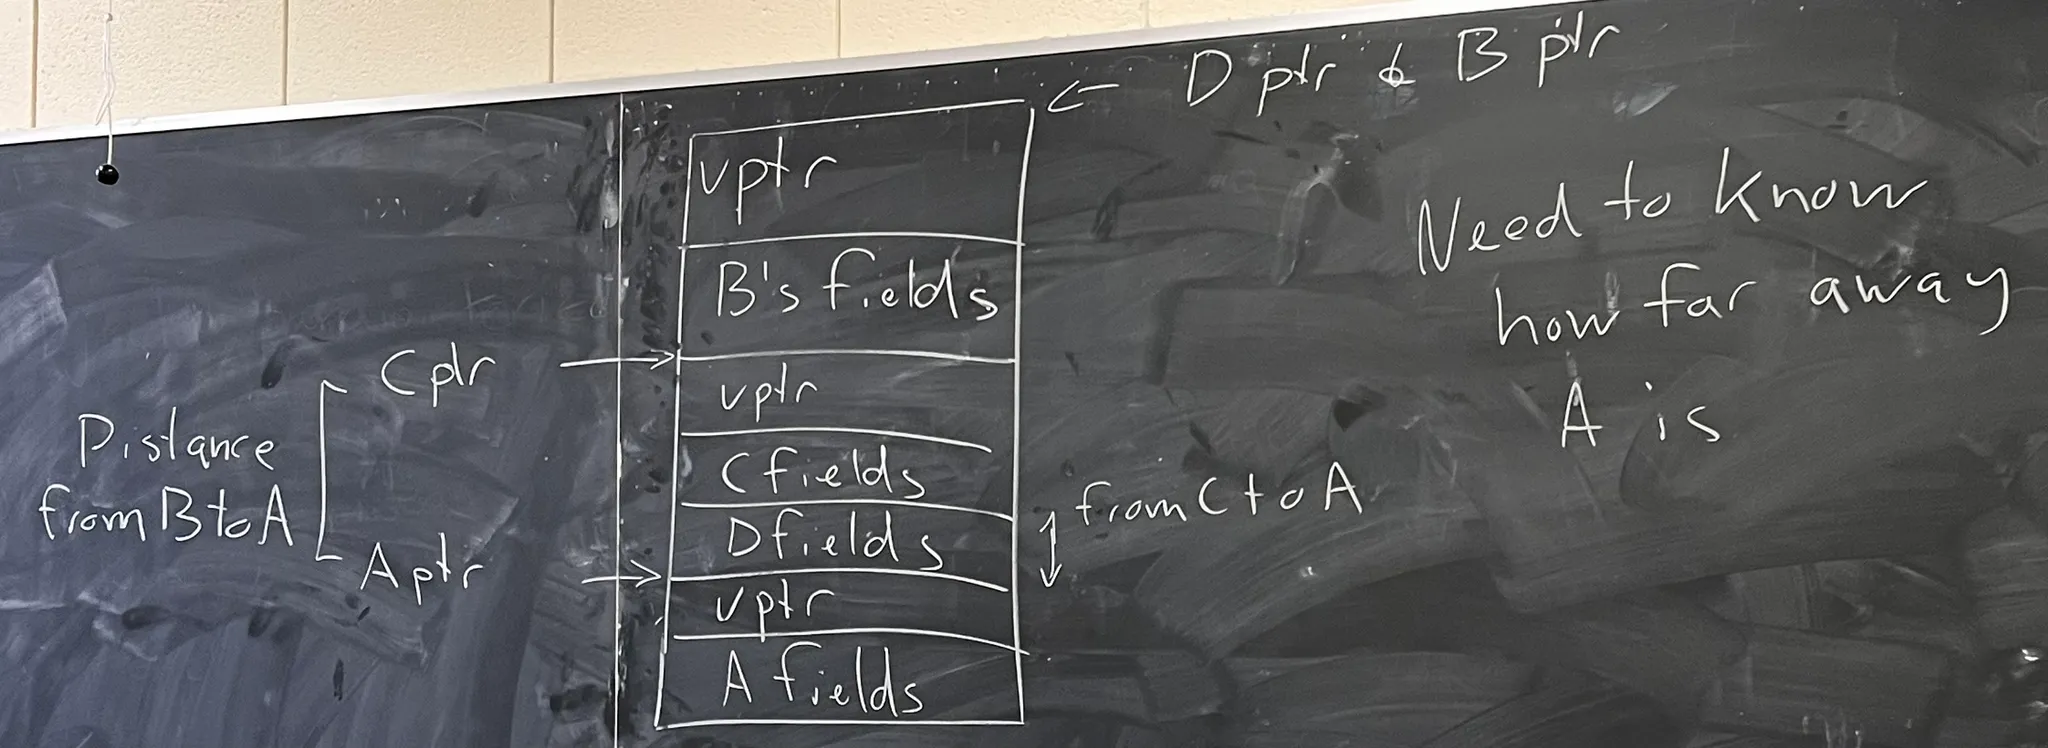 D ptr & B ptr
vptr
B's fields
C ptr
vptr
C fields
D fields
A ptr
vptr
A fields
Distance
from B to A
from C to A
Need to know
how far away
A is